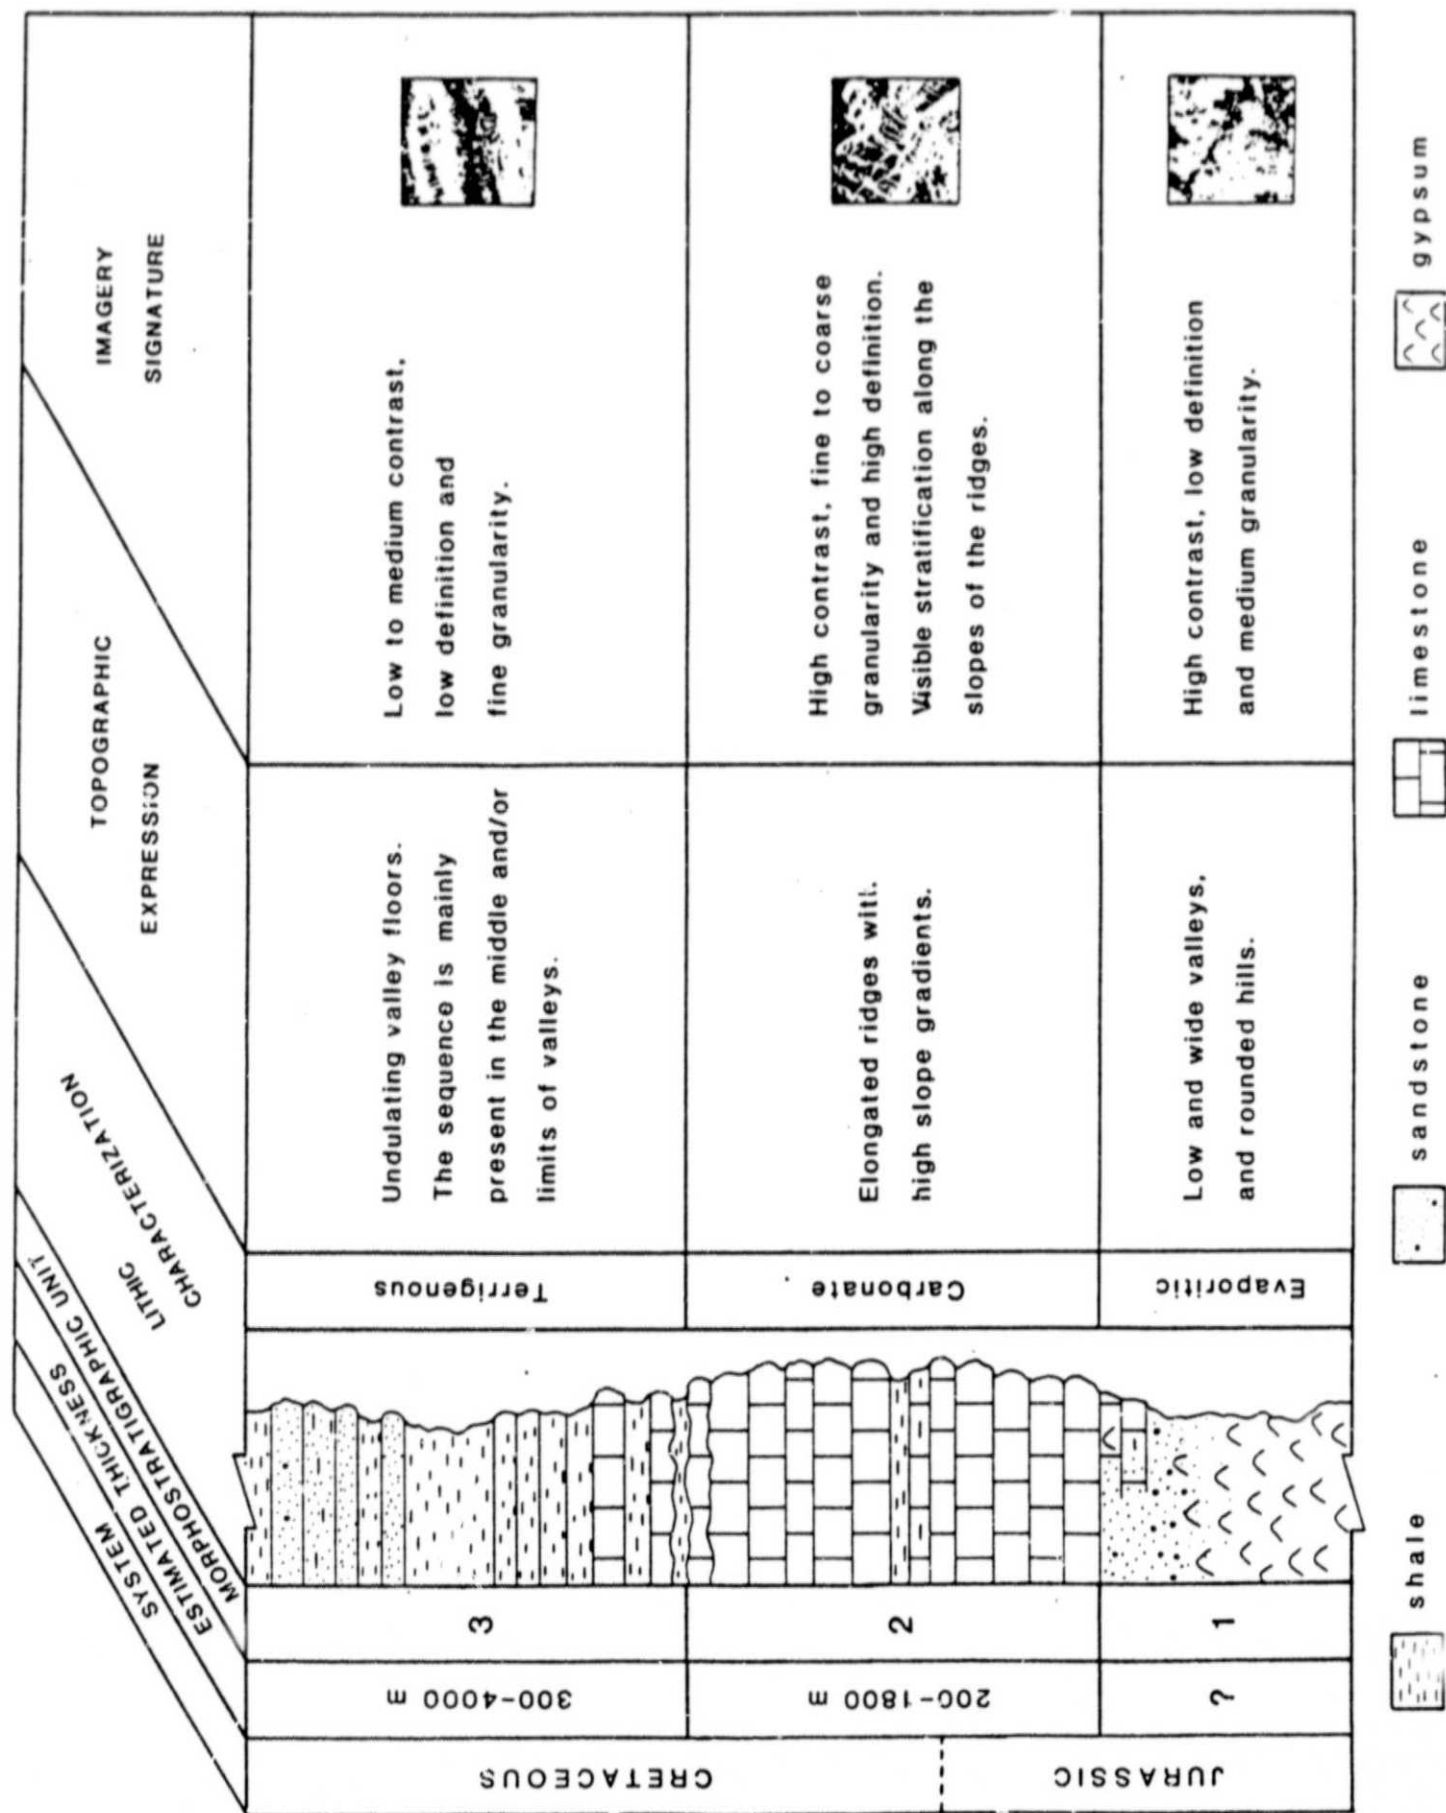 SYSTEM
ESTIMATED THICKNESS
MORPHOSTRATIGRAPHIC UNIT
LITHIC
CHARACTERIZATION
TOPOGRAPHIC
EXPRESSION
IMAGERY
SIGNATURE
CRETACEOUS
300-4000 m
3
Terrigenous
Undulating valley floors.
The sequence is mainly
present in the middle and/or
limits of valleys.
Low to medium contrast,
low definition and
fine granularity.
200-1800 m
2
Carbonate
Elongated ridges with
high slope gradients.
High contrast, fine to coarse
granularity and high definition.
Visible stratification along the
slopes of the ridges.
JURASSIC
?
1
Evaporitic
Low and wide valleys,
and rounded hills.
High contrast, low definition
and medium granularity.
shale
sandstone
limestone
gypsum